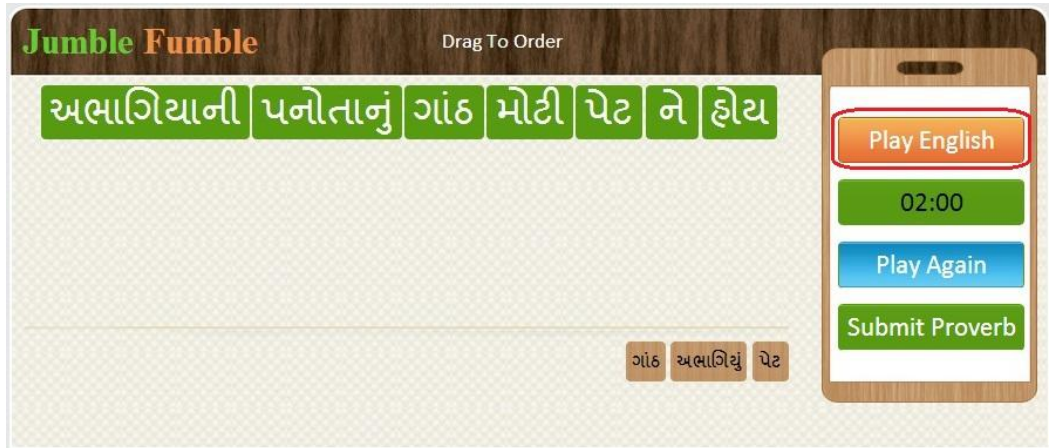 Jumble Fumble
Drag To Order
અભાગિયાની પનોતાનું ગાંઠ મોટી પેટ ને હોય
Play English
02:00
Play Again
Submit Proverb
ગાંઠ અભાગિયું પેટ